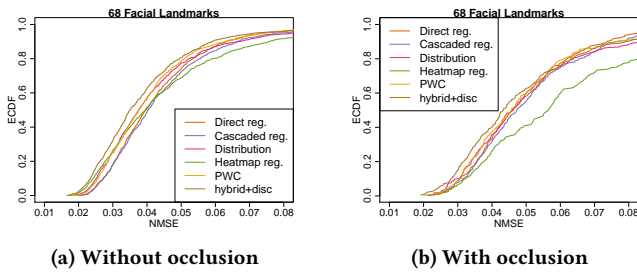 68 Facial Landmarks
ECDF
1.0
0.8
0.6
0.4
0.2
0.0
Direct reg.
Cascaded reg.
Distribution
Heatmap reg.
PWC
hybrid+disc
0.01 0.02 0.03 0.04 0.05 0.06 0.07 0.08
NMSE
(a) Without occlusion
68 Facial Landmarks
ECDF
1.0
0.8
0.6
0.4
0.2
0.0
Direct reg.
Cascaded reg.
Distribution
Heatmap reg.
PWC
hybrid+disc
0.01 0.02 0.03 0.04 0.05 0.06 0.07 0.08
NMSE
(b) With occlusion